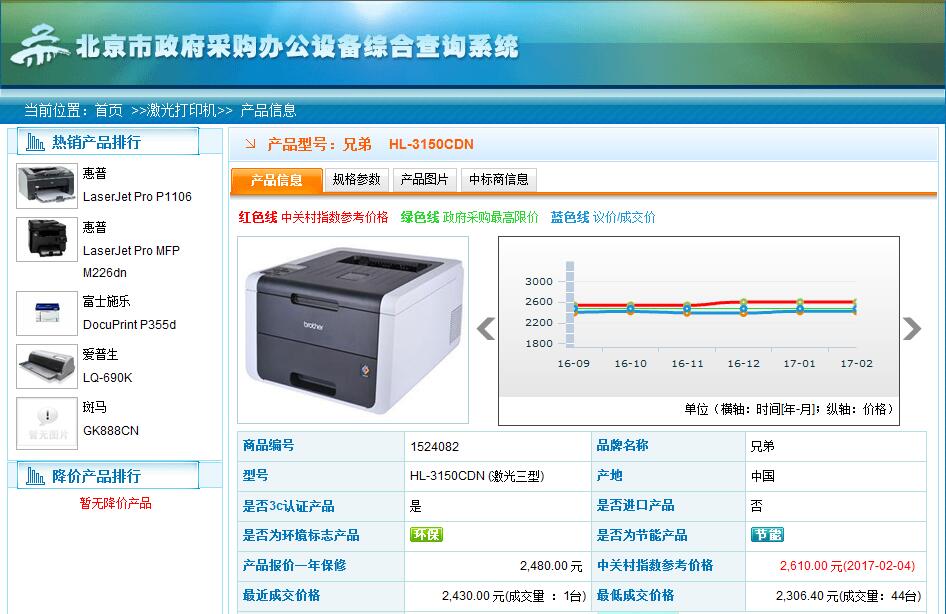 北京市政府采购办公设备综合查询系统
当前位置：首页 >>激光打印机>> 产品信息
热销产品排行
惠普
LaserJet Pro P1106
惠普
LaserJet Pro MFP
M226dn
富士施乐
DocuPrint P355d
爱普生
LQ-690K
暂无图片
斑马
GK888CN
降价产品排行
暂无降价产品
产品型号：兄弟 HL-3150CDN
产品信息 规格参数 产品图片 中标商信息
红色线 中关村指数参考价格 绿色线 政府采购最高限价 蓝色线 议价/成交价
brother
3000
2600
2200
1800
16-09 16-10 16-11 16-12 17-01 17-02
单位（横轴：时间[年-月]；纵轴：价格）
商品编号 1524082 品牌名称 兄弟
型号 HL-3150CDN (激光三型) 产地 中国
是否3c认证产品 是 是否进口产品 否
是否为环境标志产品 环保 是否为节能产品 节能
产品报价一年保修 2,480.00 元 中关村指数参考价格 2,610.00 元(2017-02-04)
最近成交价格 2,430.00 元(成交量 ：1台) 最低成交价格 2,306.40 元(成交量：44台)